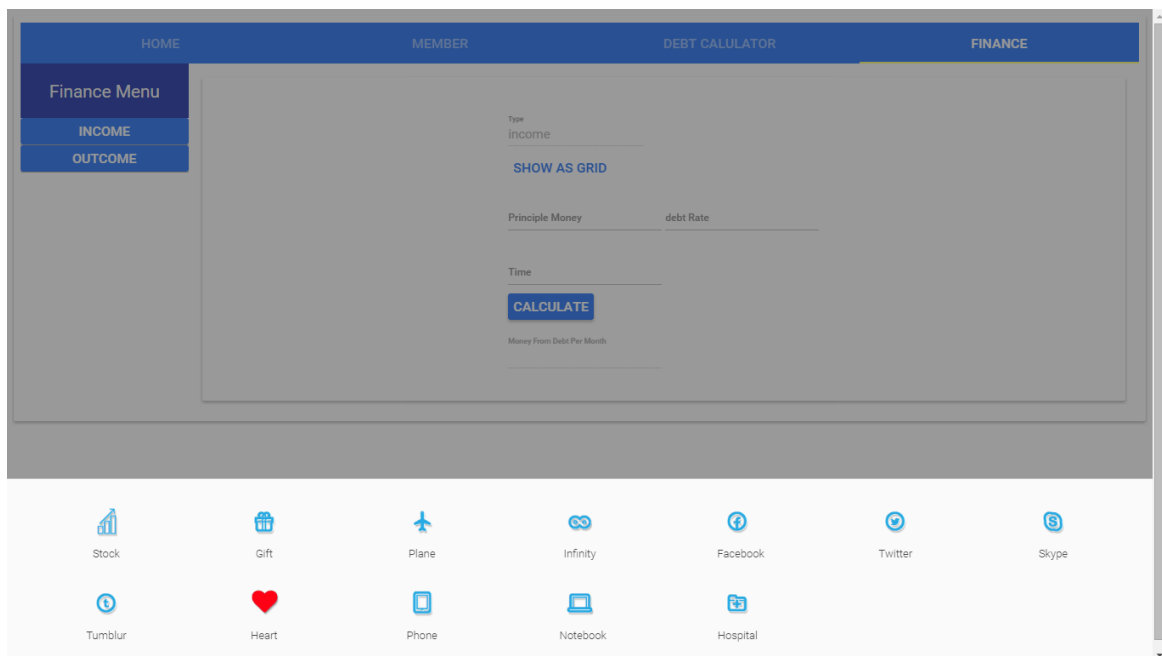 HOME MEMBER DEBT CALULATOR FINANCE
Finance Menu
INCOME
OUTCOME
Type
income
SHOW AS GRID
Principle Money debt Rate
Time
CALCULATE
Money From Debt Per Month
Stock Gift Plane Infinity Facebook Twitter Skype
Tumblur Heart Phone Notebook Hospital